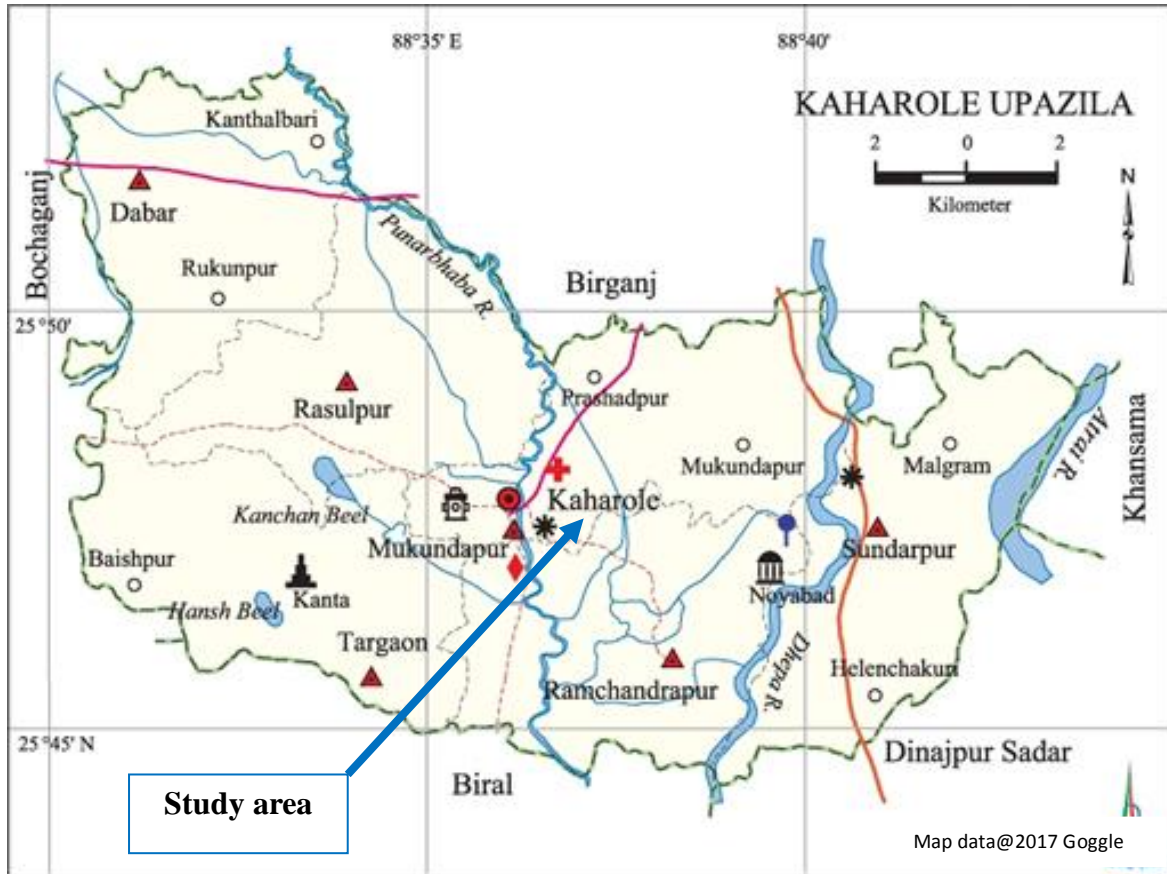 88°35' E
88°40'
KAHAROLE UPAZILA
2 0 2
Kilometer
N
Kanthalbari
Bochaganj
Dabar
Punarbhaba R.
Rukunpur
Birganj
25°50'
Prashadpur
Rasulpur
Atrai R.
Khansama
Mukundapur
Malgram
Kaharole
Kanchan Beel
Mukundapur
Sundarpur
Baishpur
Kanta
Noyabad
Hansh Beel
Targaon
Dhepa R.
Helenchakuri
Ramchandrapur
25°45' N
Biral
Dinajpur Sadar
Study area
Map data@2017 Goggle